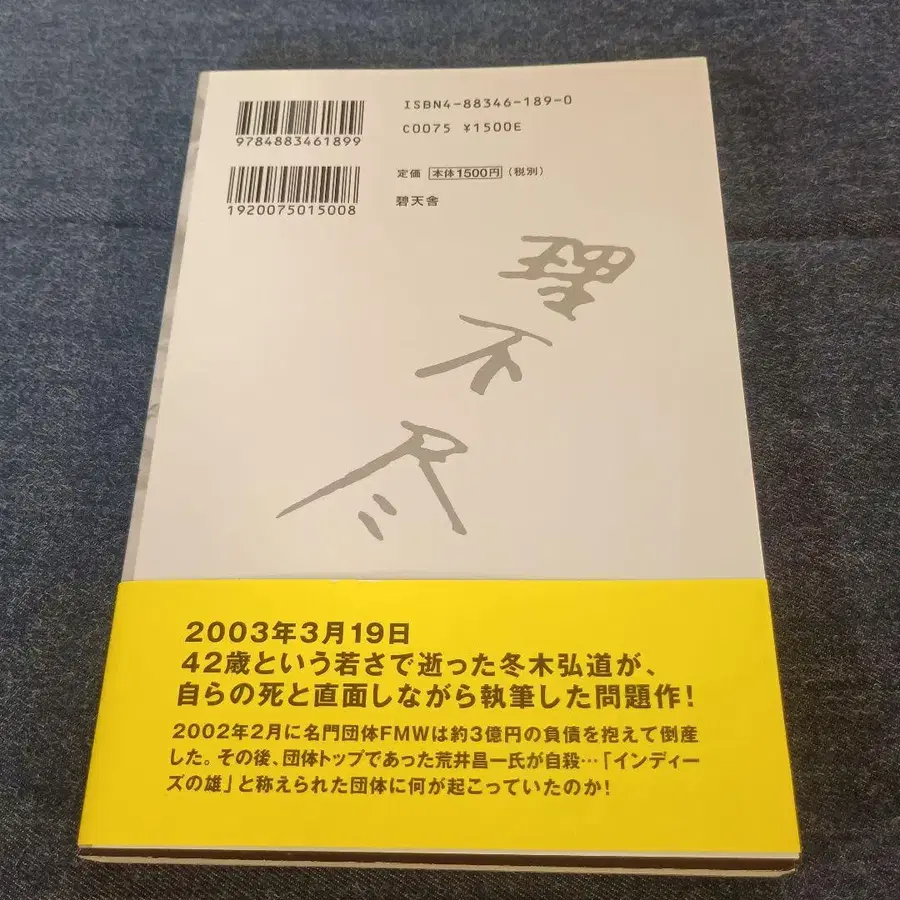 ISBN4-88346-189-0
C0075 ¥1500E
9784883461899
定価 本体1500円(税別)
1920075015008
碧天舎
理
不
尽
2003年3月19日
42歳という若さで逝った冬木弘道が、
自らの死と直面しながら執筆した問題作!
2002年2月に名門団体FMWは約3億円の負債を抱えて倒産
した。その後、団体トップであった荒井昌一氏が自殺…「インディー
ズの雄」と称えられた団体に何が起こっていたのか!